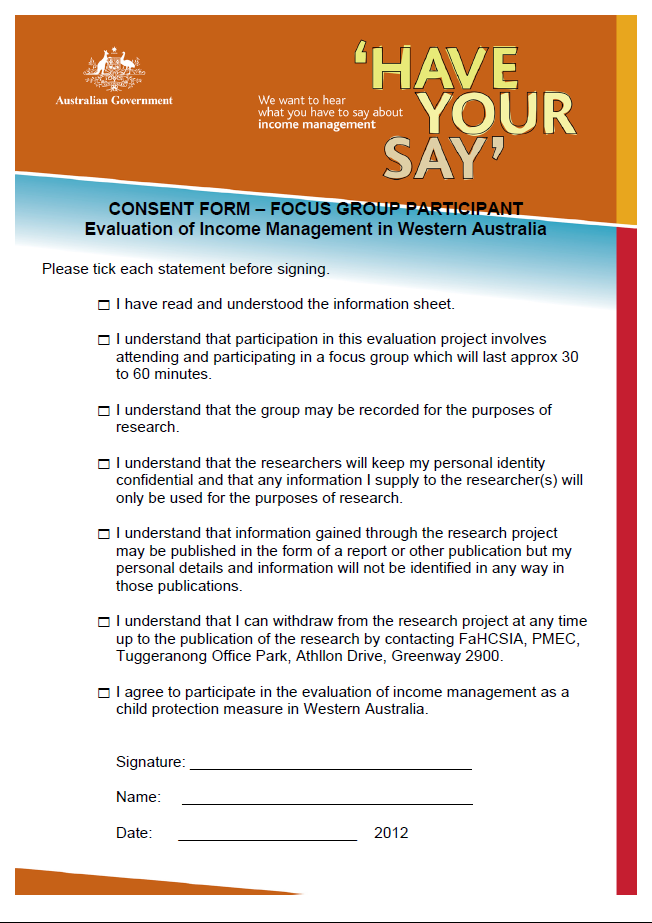 Australian Government
We want to hear
what you have to say about
income management
'HAVE
YOUR
SAY'
CONSENT FORM – FOCUS GROUP PARTICIPANT
Evaluation of Income Management in Western Australia
Please tick each statement before signing.
I have read and understood the information sheet.
I understand that participation in this evaluation project involves
attending and participating in a focus group which will last approx 30
to 60 minutes.
I understand that the group may be recorded for the purposes of
research.
I understand that the researchers will keep my personal identity
confidential and that any information I supply to the researcher(s) will
only be used for the purposes of research.
I understand that information gained through the research project
may be published in the form of a report or other publication but my
personal details and information will not be identified in any way in
those publications.
I understand that I can withdraw from the research project at any time
up to the publication of the research by contacting FaHCSIA, PMEC,
Tuggeranong Office Park, Athllon Drive, Greenway 2900.
I agree to participate in the evaluation of income management as a
child protection measure in Western Australia.
Signature: 
Name: 
Date: 2012